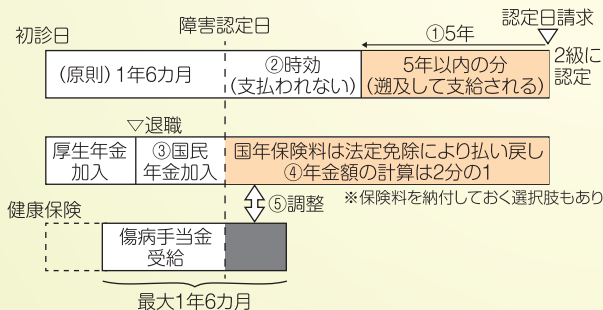 初診日
障害認定日
認定日請求
①5年
(原則)1年6カ月
②時効
(支払われない)
5年以内の分
(遡及して支給される)
2級に
認定
▽退職
厚生年金
加入
③国民
年金加入
国年保険料は法定免除により払い戻し
④年金額の計算は2分の1
※保険料を納付しておく選択肢もあり
⑤調整
健康保険
傷病手当金
受給
最大1年6カ月